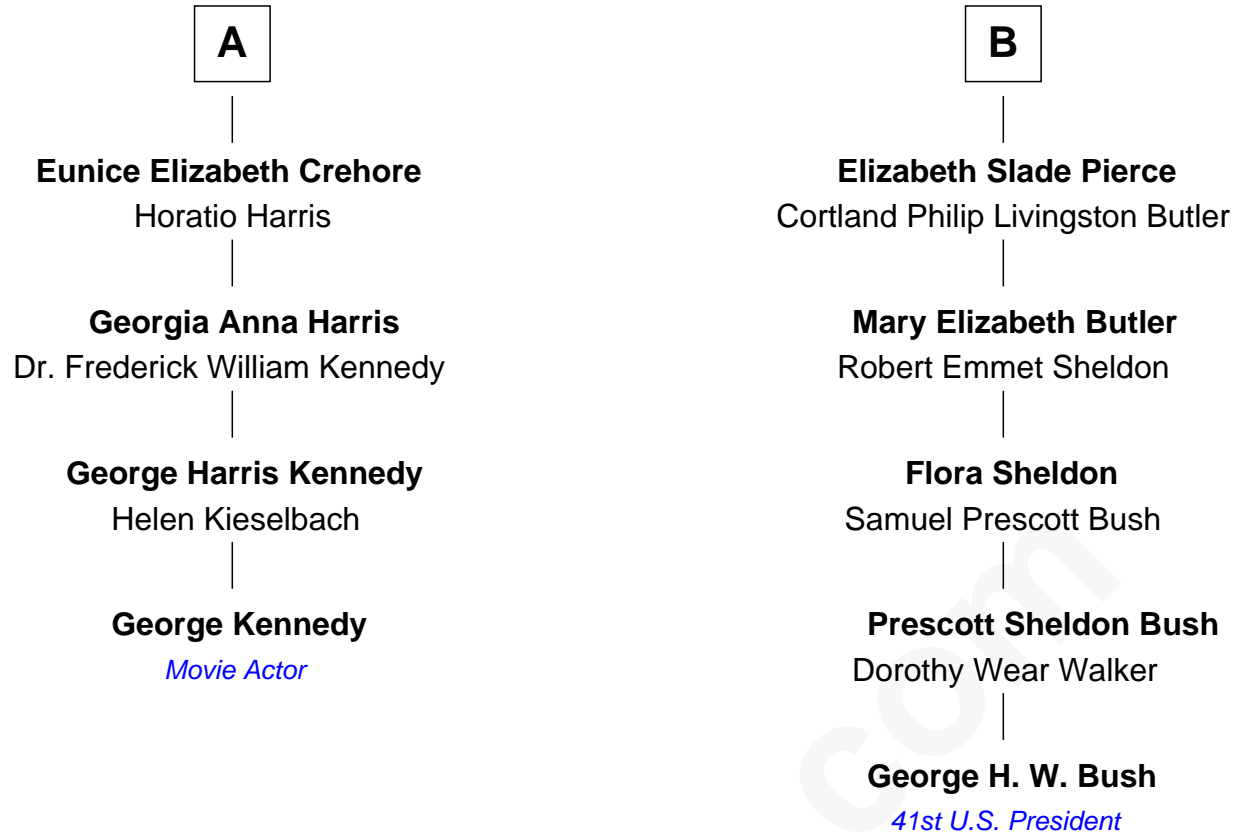 A
Eunice Elizabeth Crehore
Horatio Harris
Georgia Anna Harris
Dr. Frederick William Kennedy
George Harris Kennedy
Helen Kieselbach
George Kennedy
Movie Actor
B
Elizabeth Slade Pierce
Cortland Philip Livingston Butler
Mary Elizabeth Butler
Robert Emmet Sheldon
Flora Sheldon
Samuel Prescott Bush
Prescott Sheldon Bush
Dorothy Wear Walker
George H. W. Bush
41st U.S. President
com